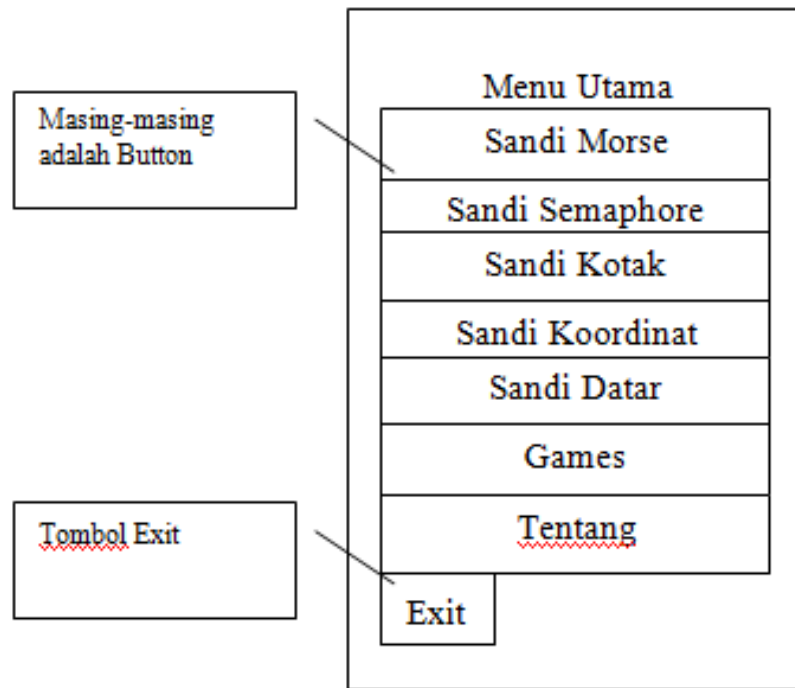 Menu Utama
Masing-masing
adalah Button
Sandi Morse
Sandi Semaphore
Sandi Kotak
Sandi Koordinat
Sandi Datar
Games
Tombol Exit
Tentang
Exit